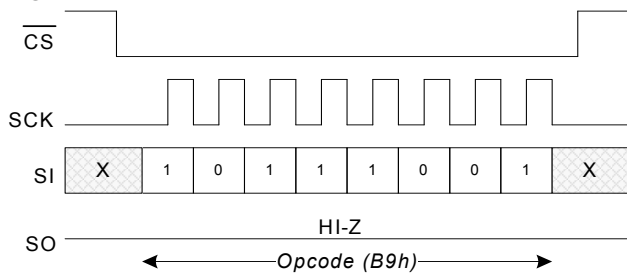 CS
SCK
SI X 1 0 1 1 1 0 0 1 X
HI-Z
SO
Opcode (B9h)